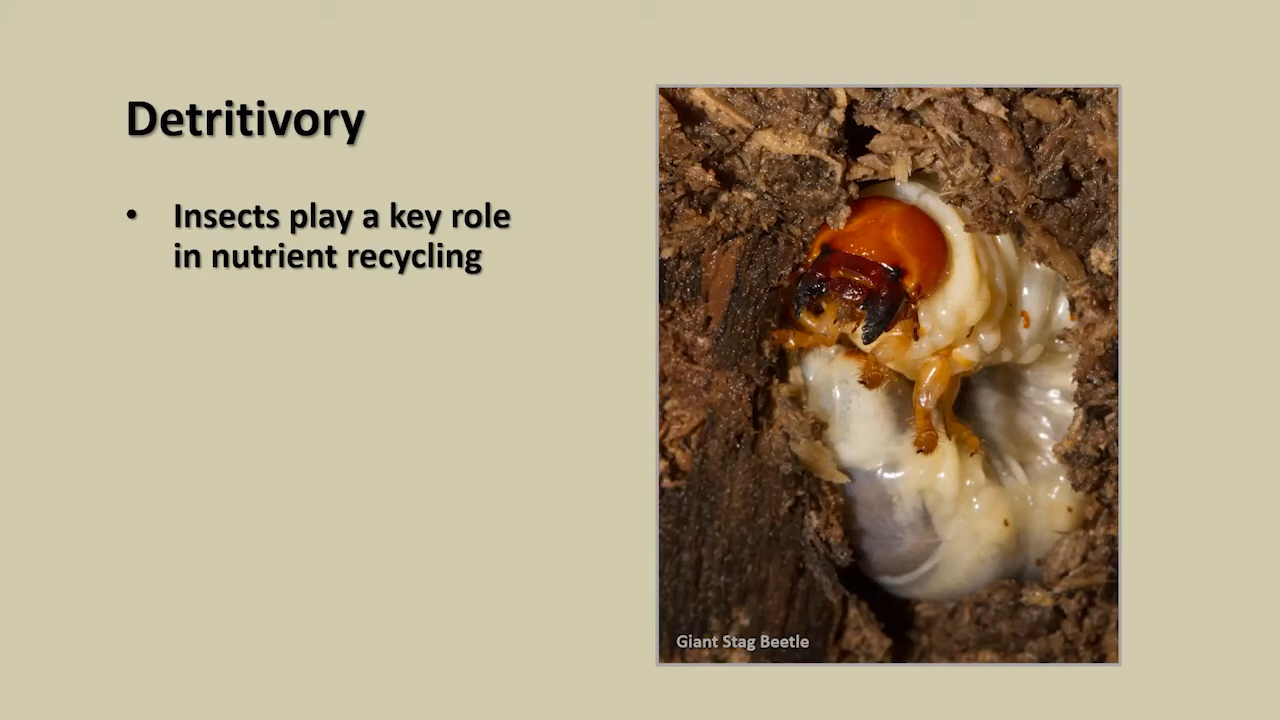 Detritivory
• Insects play a key role
in nutrient recycling
Giant Stag Beetle